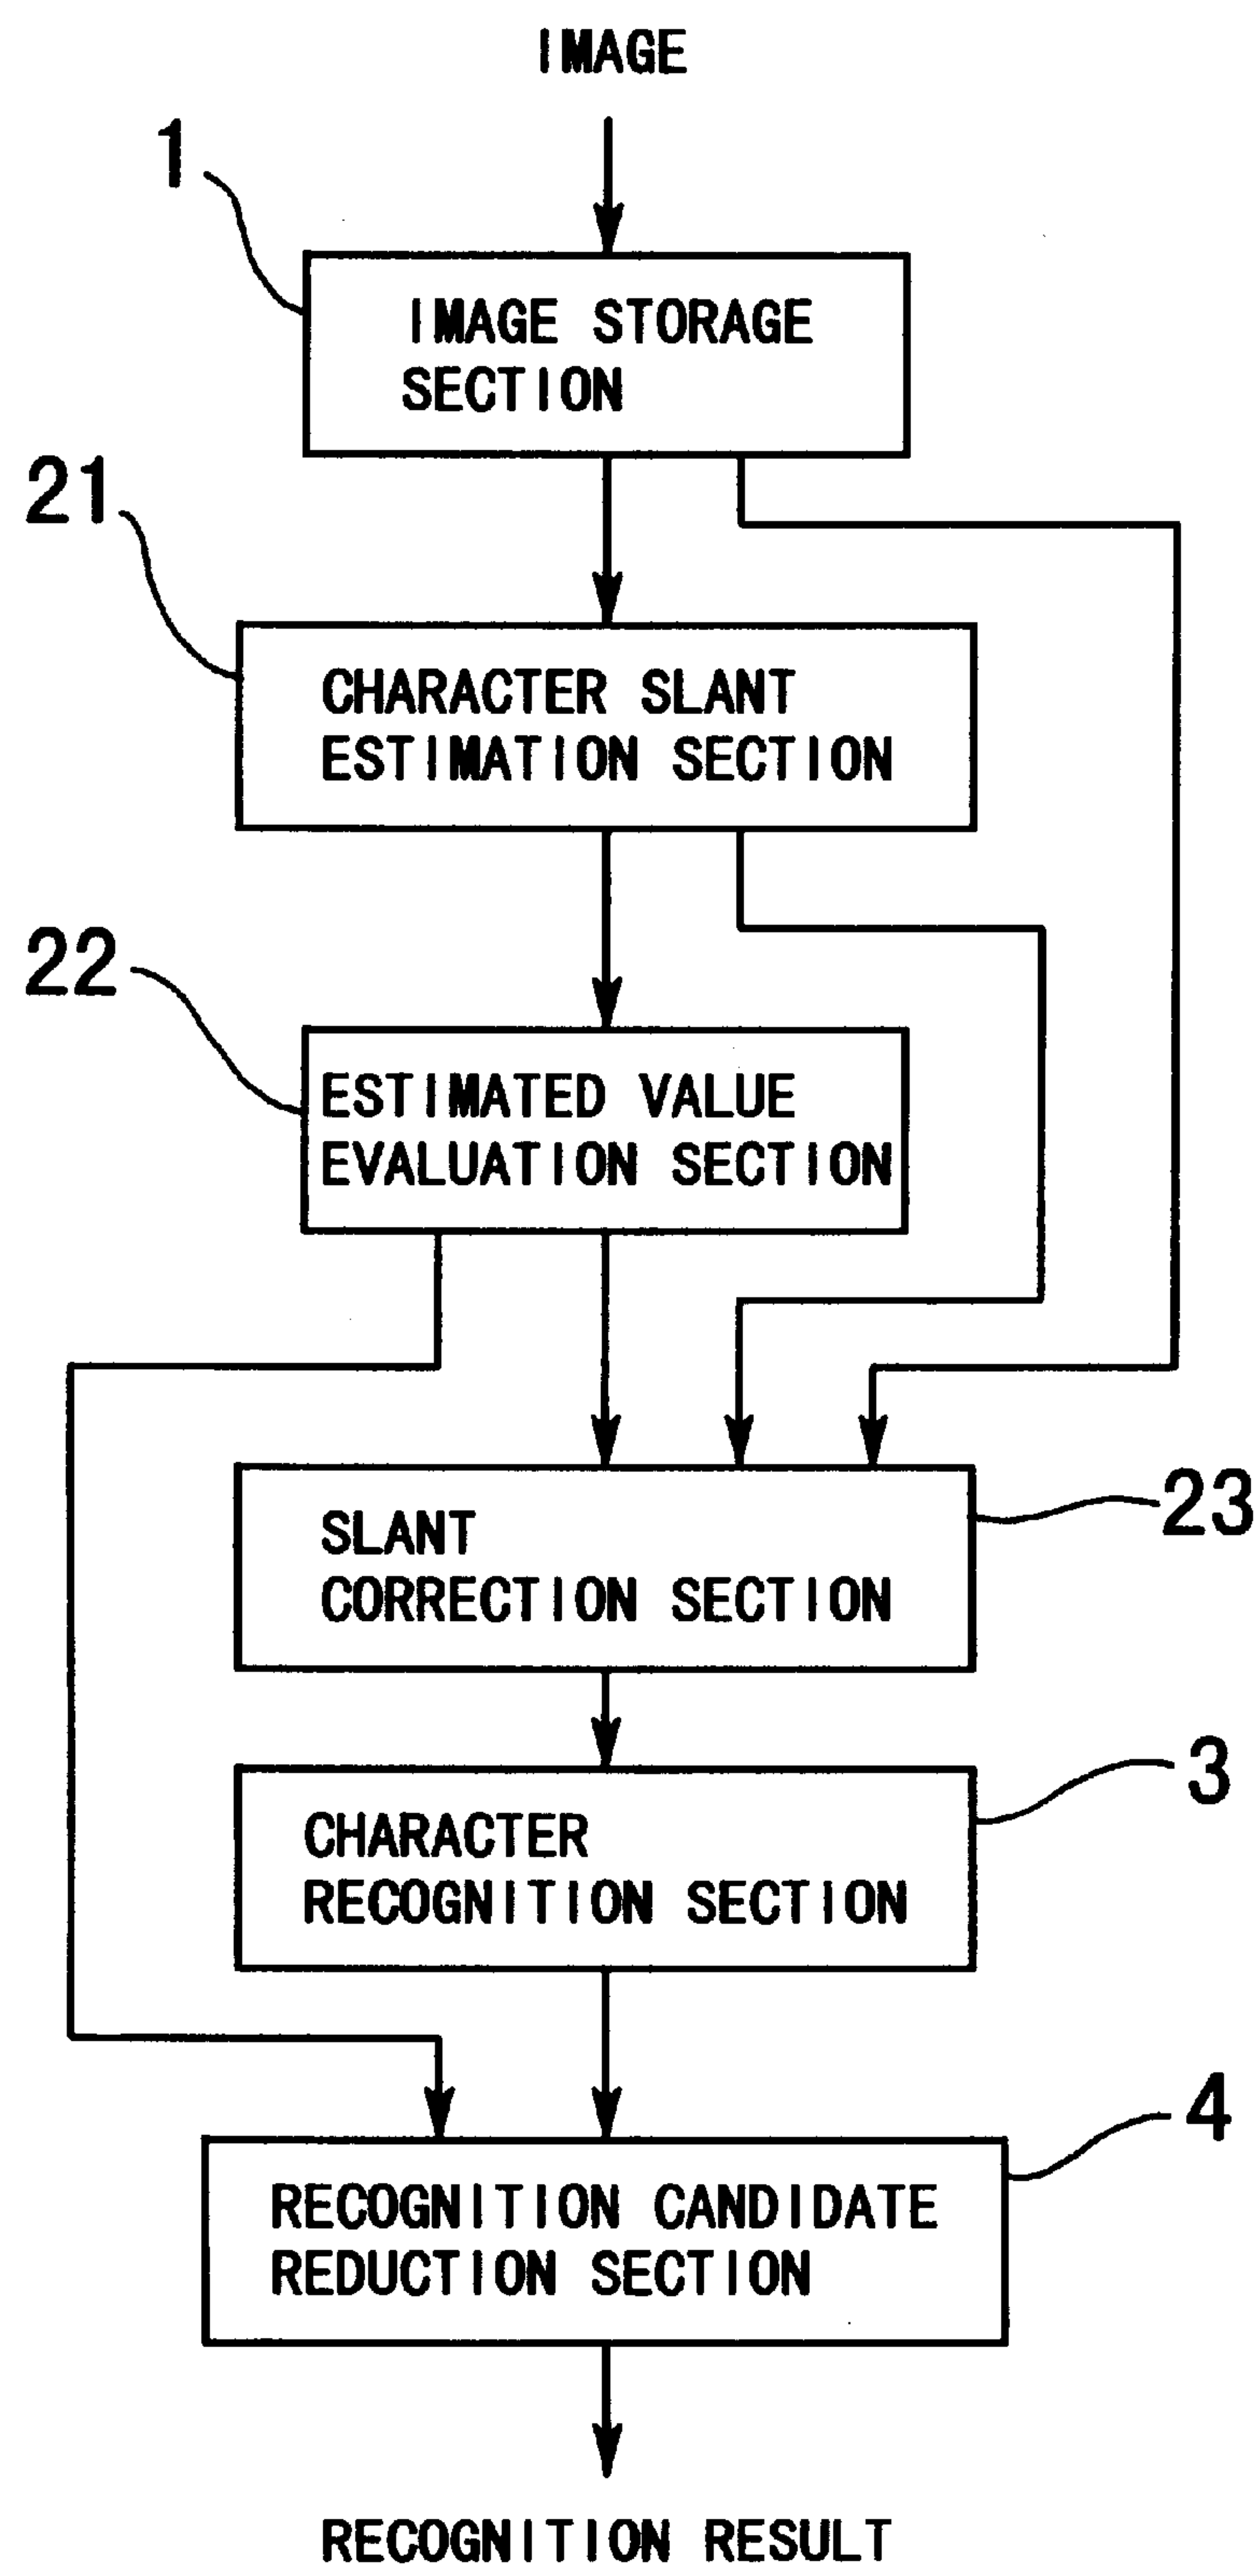 IMAGE
1
IMAGE STORAGE
SECTION
21
CHARACTER SLANT
ESTIMATION SECTION
22
ESTIMATED VALUE
EVALUATION SECTION
SLANT
CORRECTION SECTION
23
CHARACTER
RECOGNITION SECTION
3
RECOGNITION CANDIDATE
REDUCTION SECTION
4
RECOGNITION RESULT